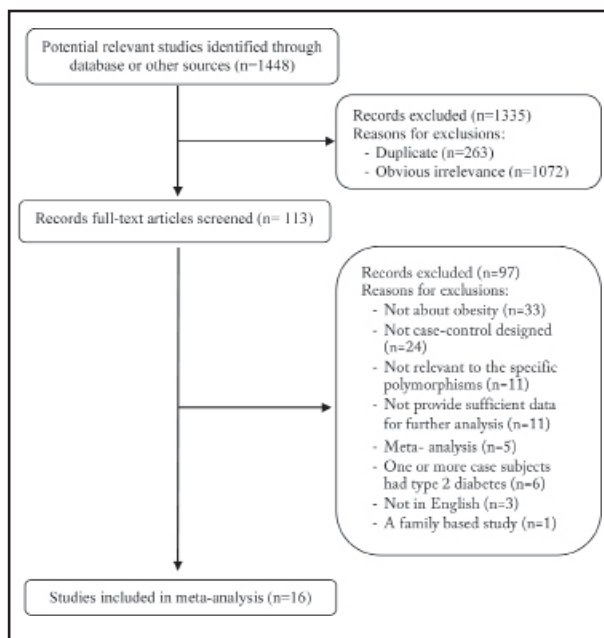 Potential relevant studies identified through
database or other sources (n=1448)
Records excluded (n=1335)
Reasons for exclusions:
- Duplicate (n=263)
- Obvious irrelevance (n=1072)
Records full-text articles screened (n= 113)
Records excluded (n=97)
Reasons for exclusions:
- Not about obesity (n=33)
- Not case-control designed
(n=24)
- Not relevant to the specific
polymorphisms (n=11)
- Not provide sufficient data
for further analysis (n=11)
- Meta- analysis (n=5)
- One or more case subjects
had type 2 diabetes (n=6)
- Not in English (n=3)
- A family based study (n=1)
Studies included in meta-analysis (n=16)